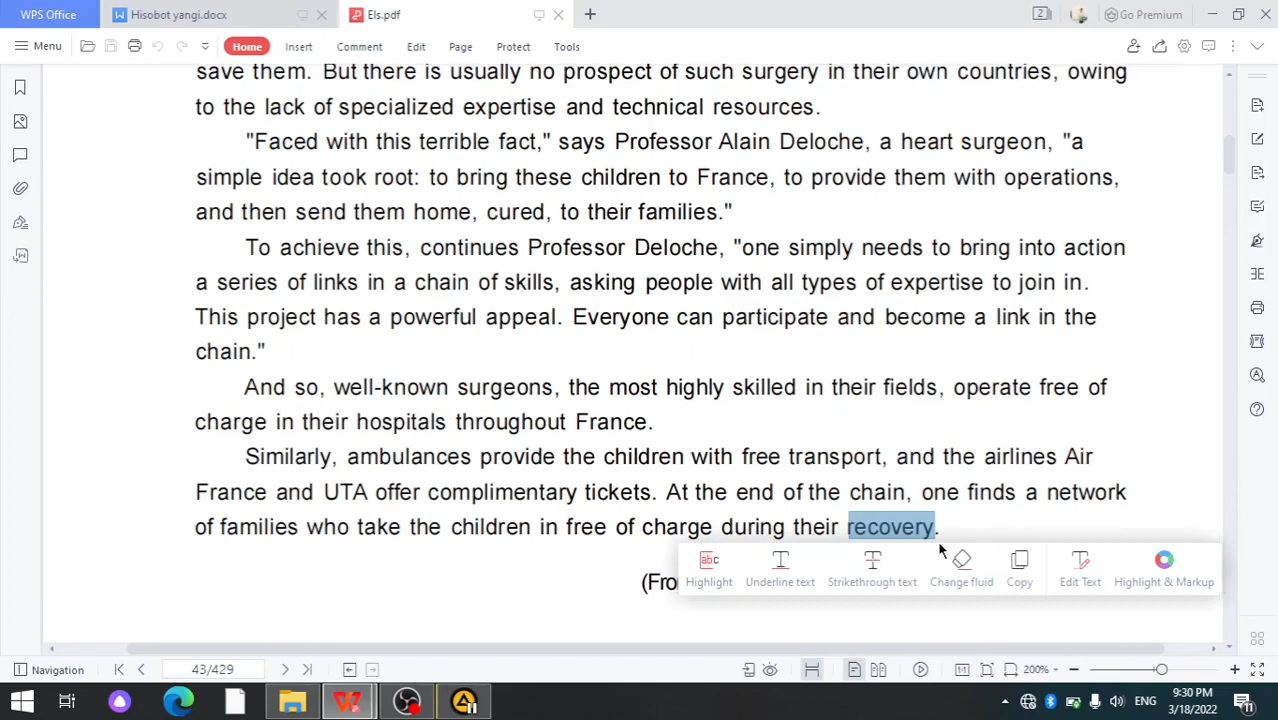 WPS Office
Hisobot yangi.docx
Els.pdf
2
Go Premium
Menu
Home
Insert
Comment
Edit
Page
Protect
Tools
save them. But there is usually no prospect of such surgery in their own countries, owing
to the lack of specialized expertise and technical resources.
"Faced with this terrible fact," says Professor Alain Deloche, a heart surgeon, "a
simple idea took root: to bring these children to France, to provide them with operations,
and then send them home, cured, to their families."
To achieve this, continues Professor Deloche, "one simply needs to bring into action
a series of links in a chain of skills, asking people with all types of expertise to join in.
This project has a powerful appeal. Everyone can participate and become a link in the
chain."
And so, well-known surgeons, the most highly skilled in their fields, operate free of
charge in their hospitals throughout France.
Similarly, ambulances provide the children with free transport, and the airlines Air
France and UTA offer complimentary tickets. At the end of the chain, one finds a network
of families who take the children in free of charge during their recovery.
abc
Highlight
Underline text
Strikethrough text
Change fluid
Copy
Edit Text
Highlight & Markup
(Fro
Navigation
43/429
1:1
200%
ENG
9:30 PM
3/18/2022
11